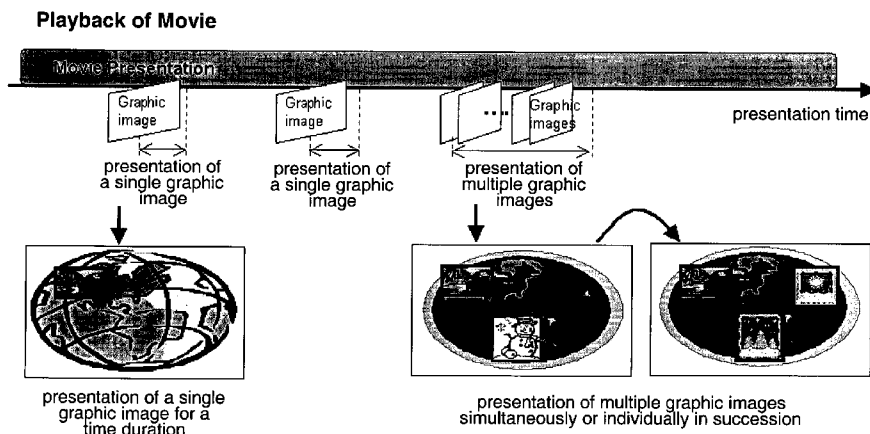 Playback of Movie
Movie Presentation
Graphic
image
Graphic
image
Graphic
images
presentation time
presentation of
a single graphic
image
presentation of
a single graphic
image
presentation of
multiple graphic
images
presentation of a single
graphic image for a
time duration
presentation of multiple graphic images
simultaneously or individually in succession